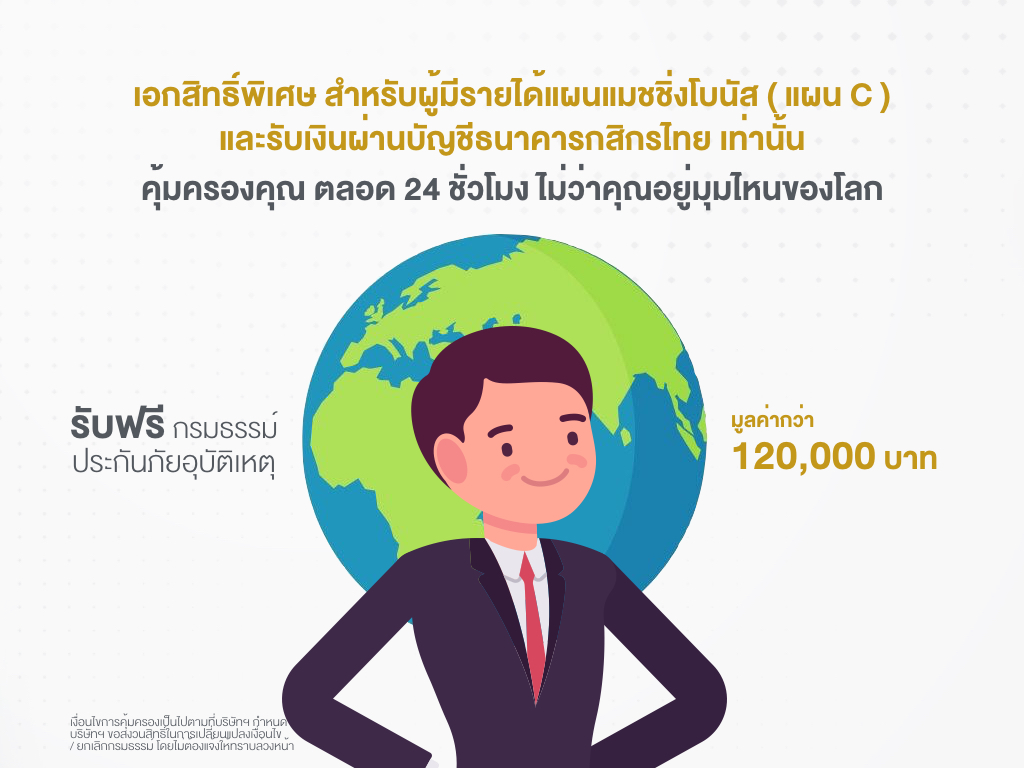 เอกสิทธิ์พิเศษ สำหรับผู้มีรายได้แผนแมชชิ่งโบนัส ( แผน C )
และรับเงินผ่านบัญชีธนาคารกสิกรไทย เท่านั้น
คุ้มครองคุณ ตลอด 24 ชั่วโมง ไม่ว่าคุณอยู่มุมไหนของโลก
รับฟรี กรมธรรม์
ประกันภัยอุบัติเหตุ
มูลค่ากว่า
120,000 บาท
เงื่อนไขการคุ้มครองเป็นไปตามที่บริษัทฯ กำหนด
บริษัทฯ ขอสงวนสิทธิ์ในการเปลี่ยนแปลงเงื่อนไข
/ ยกเลิกกรมธรรม์ โดยไม่ต้องแจ้งให้ทราบล่วงหน้า